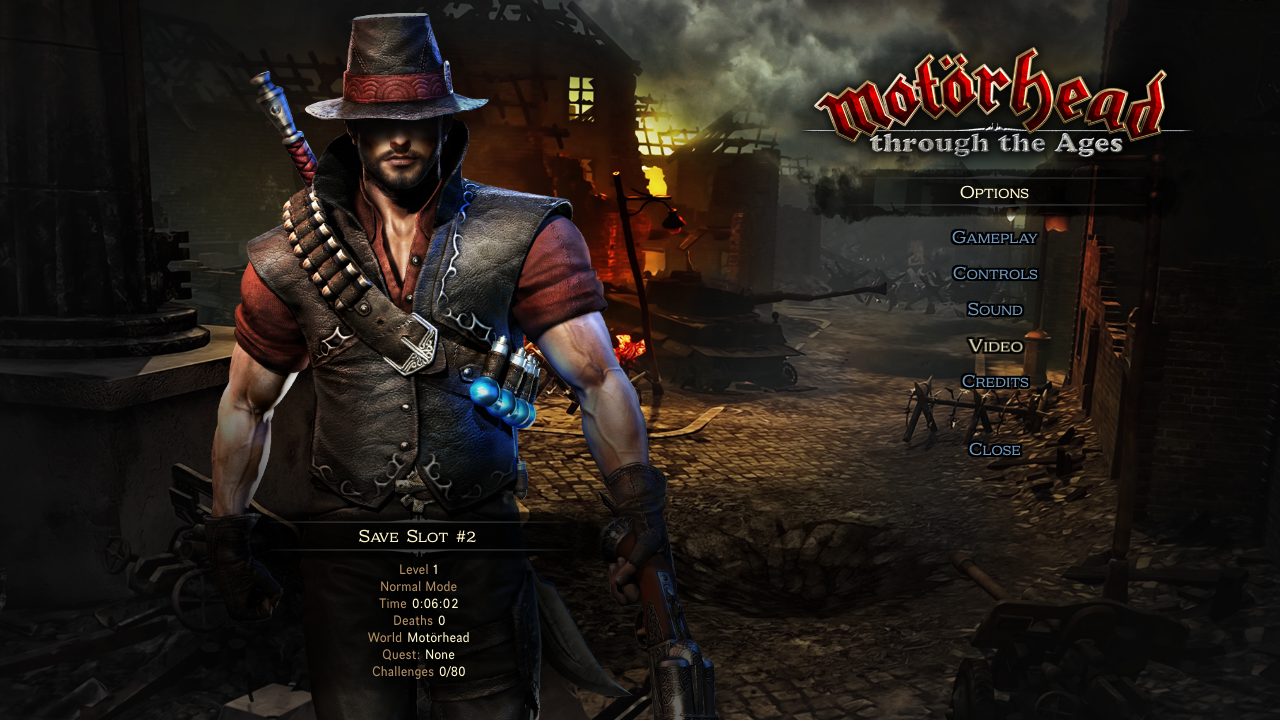 motörhead
through the Ages
Options
Gameplay
Controls
Sound
Video
Credits
Close
Save Slot #2
Level 1
Normal Mode
Time 0:06:02
Deaths 0
World Motörhead
Quest: None
Challenges 0/80